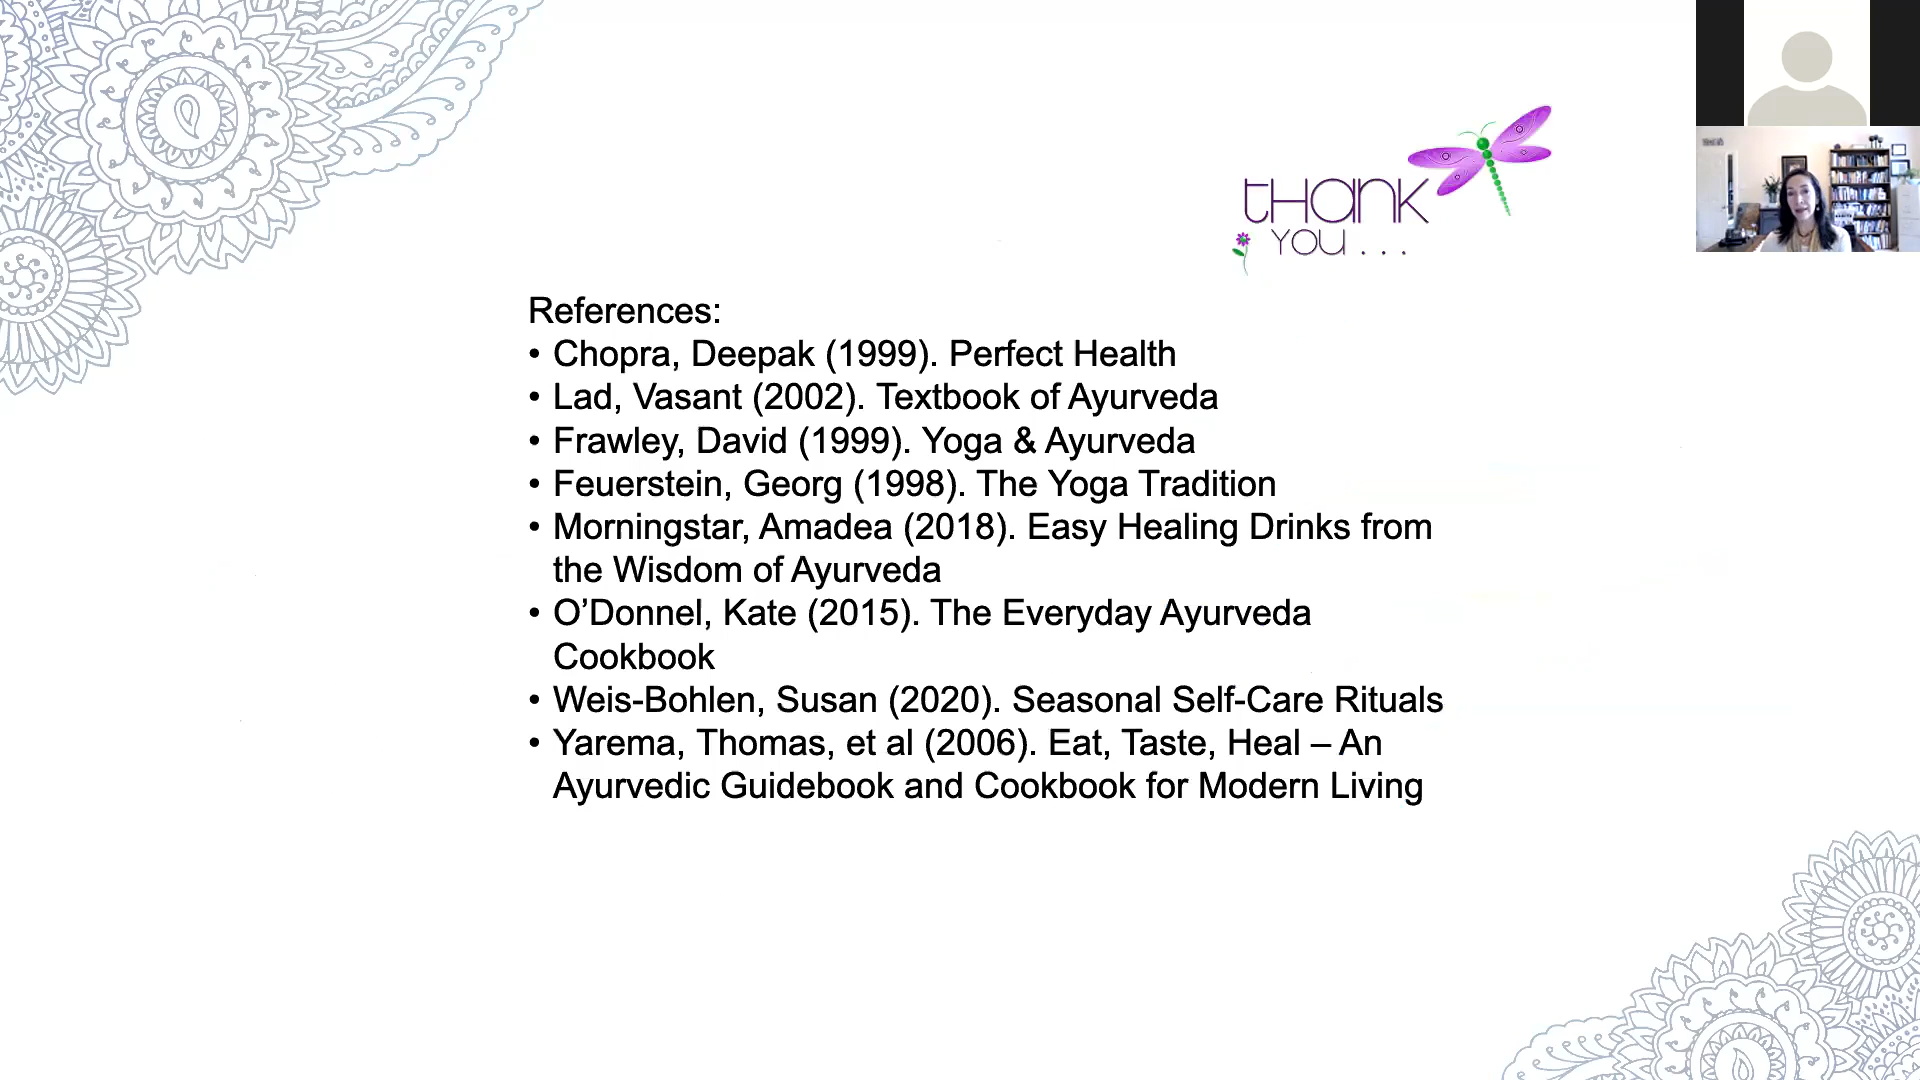 tHank
you . . .
References:
• Chopra, Deepak (1999). Perfect Health
• Lad, Vasant (2002). Textbook of Ayurveda
• Frawley, David (1999). Yoga & Ayurveda
• Feuerstein, Georg (1998). The Yoga Tradition
• Morningstar, Amadea (2018). Easy Healing Drinks from
the Wisdom of Ayurveda
• O’Donnel, Kate (2015). The Everyday Ayurveda
Cookbook
• Weis-Bohlen, Susan (2020). Seasonal Self-Care Rituals
• Yarema, Thomas, et al (2006). Eat, Taste, Heal – An
Ayurvedic Guidebook and Cookbook for Modern Living